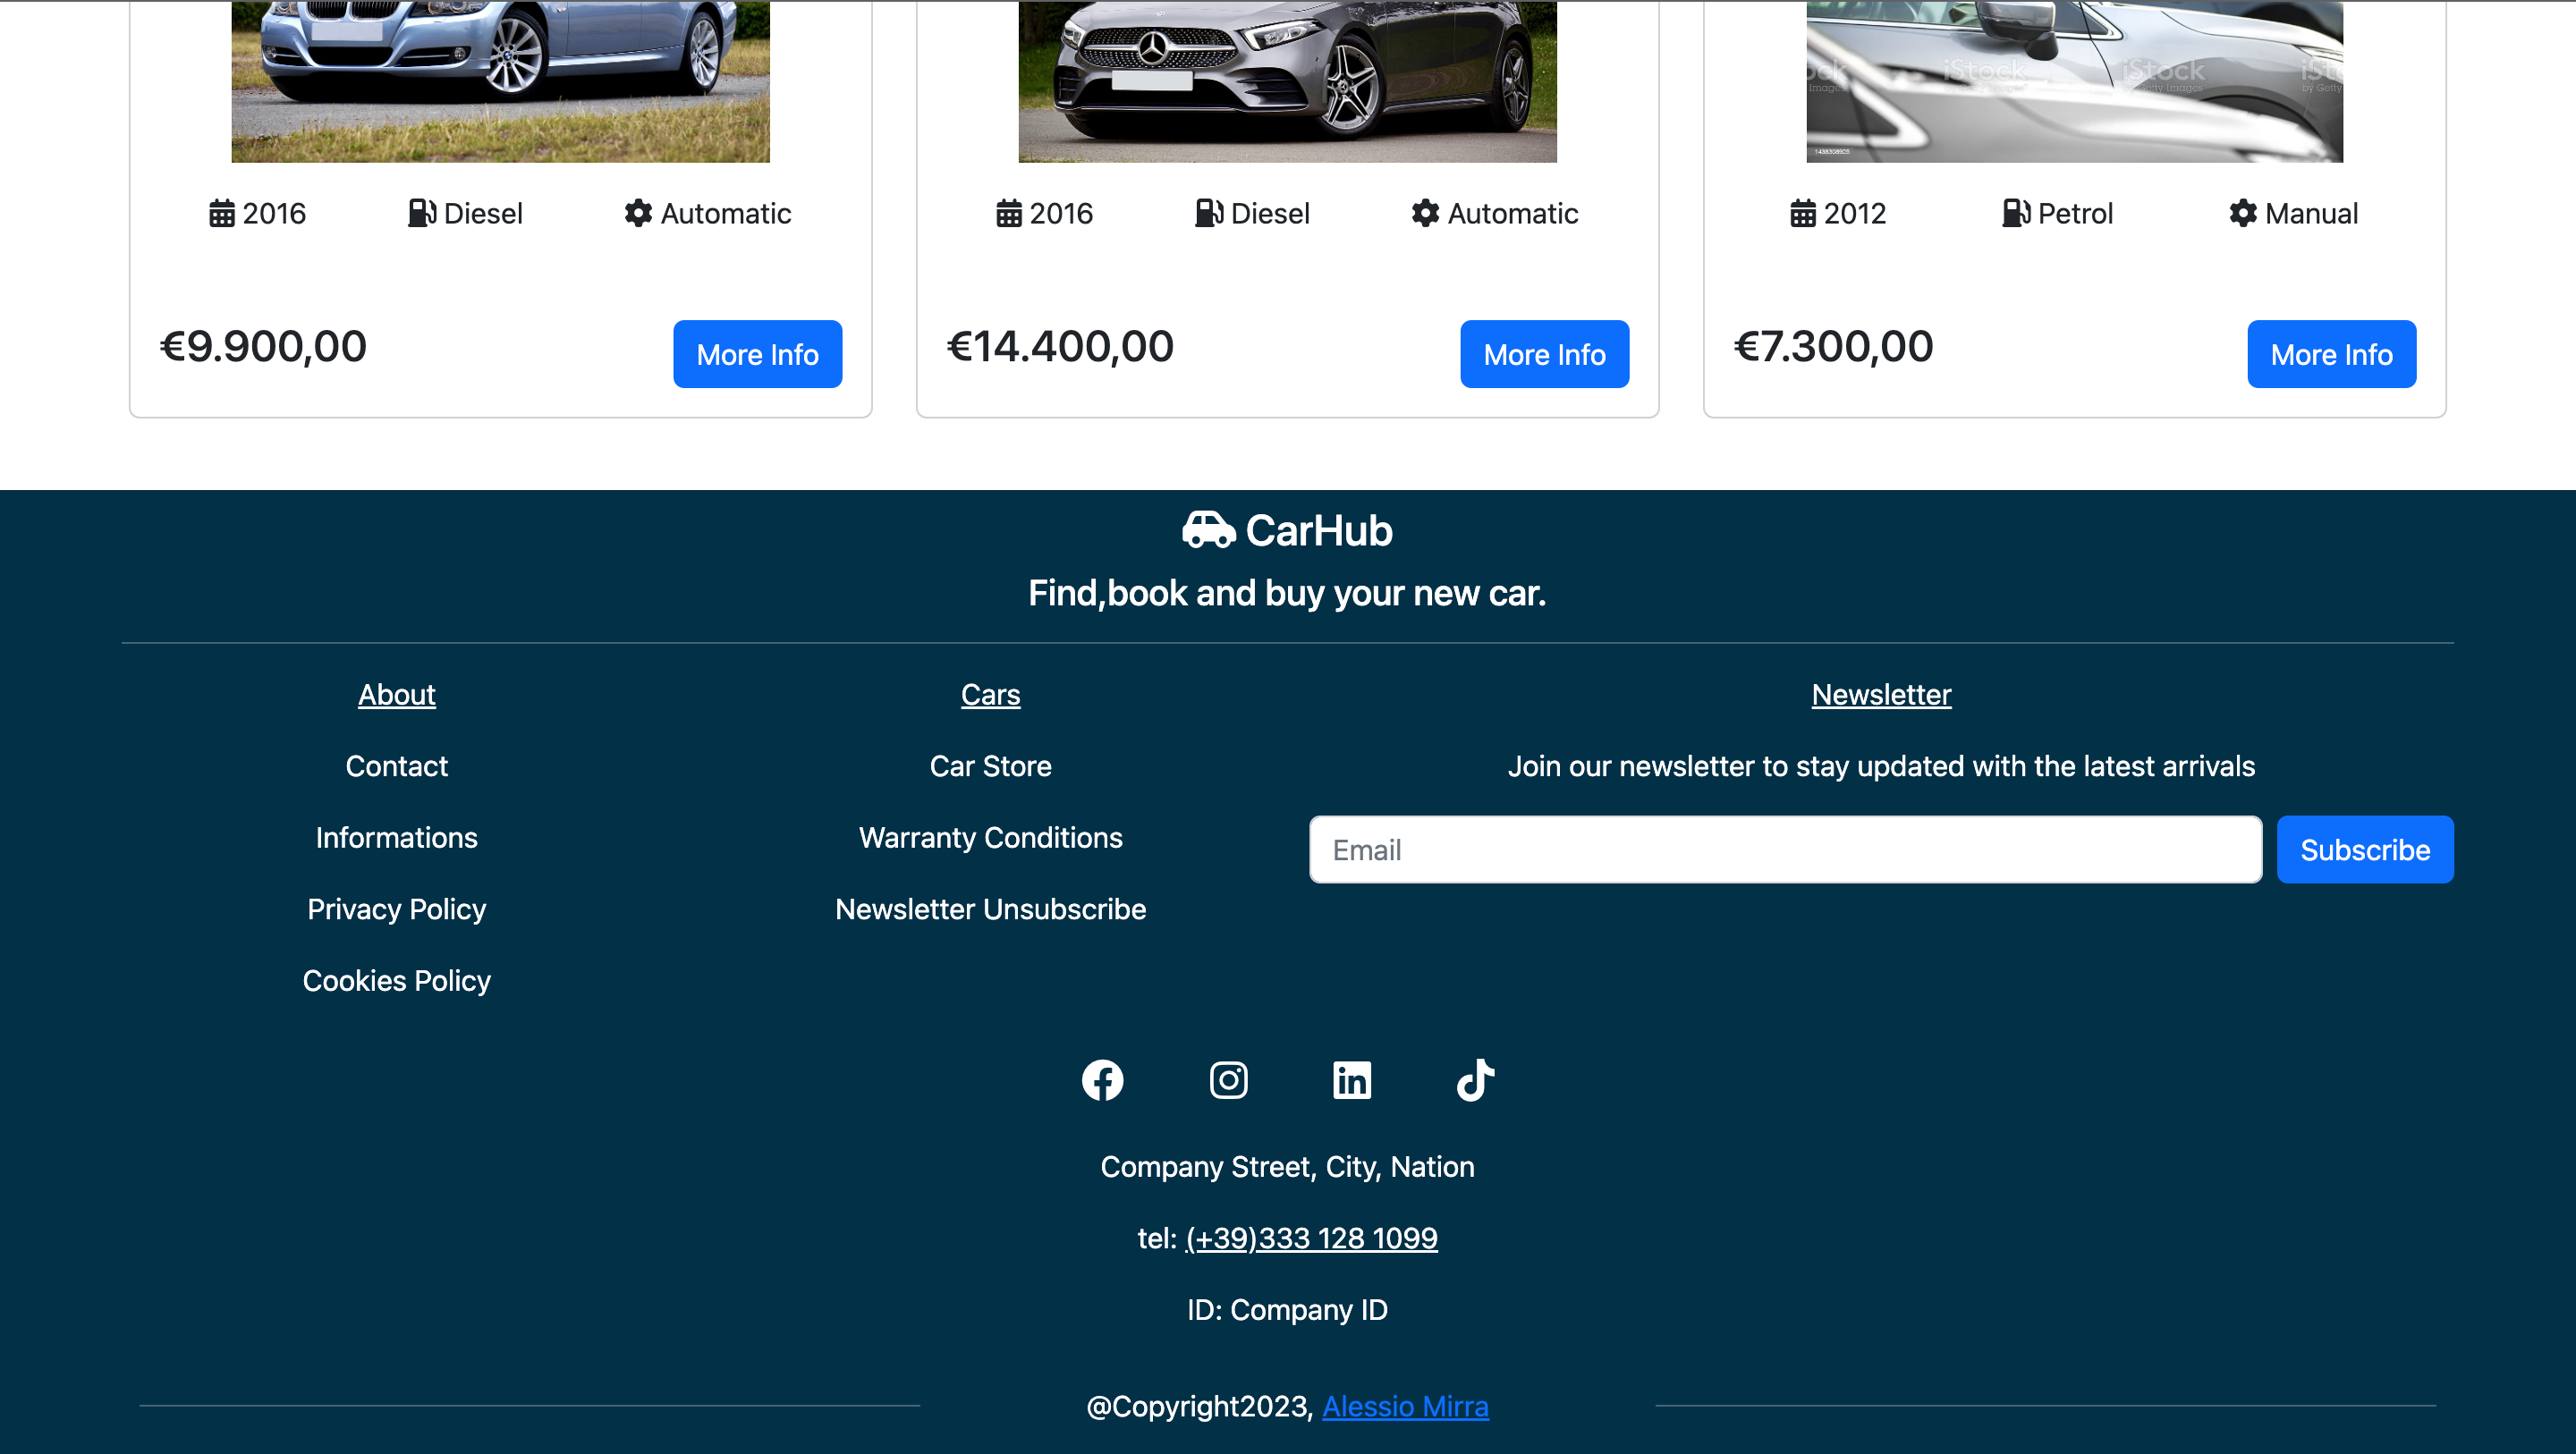 iStock iStock
by Getty Images
1438308905
2016 Diesel Automatic
2016 Diesel Automatic
2012 Petrol Manual
€9.900,00 More Info
€14.400,00 More Info
€7.300,00 More Info
CarHub
Find,book and buy your new car.
About
Contact
Informations
Privacy Policy
Cookies Policy
Cars
Car Store
Warranty Conditions
Newsletter Unsubscribe
Newsletter
Join our newsletter to stay updated with the latest arrivals
Email Subscribe
Company Street, City, Nation
tel: (+39)333 128 1099
ID: Company ID
@Copyright2023, Alessio Mirra